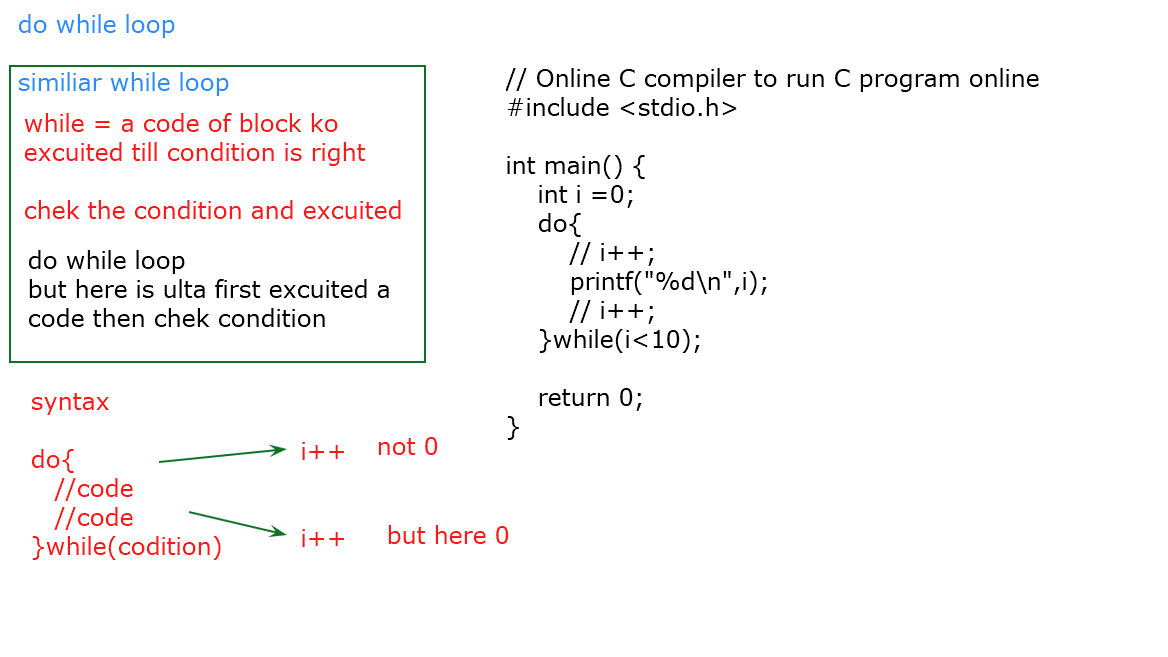 do while loop
similiar while loop
while = a code of block ko
excuited till condition is right
chek the condition and excuited
do while loop
but here is ulta first excuited a
code then chek condition
syntax
do{
//code
//code
}while(codition)
i++ not 0
i++ but here 0
// Online C compiler to run C program online
#include <stdio.h>
int main() {
int i =0;
do{
// i++;
printf("%d\n",i);
// i++;
}while(i<10);
return 0;
}